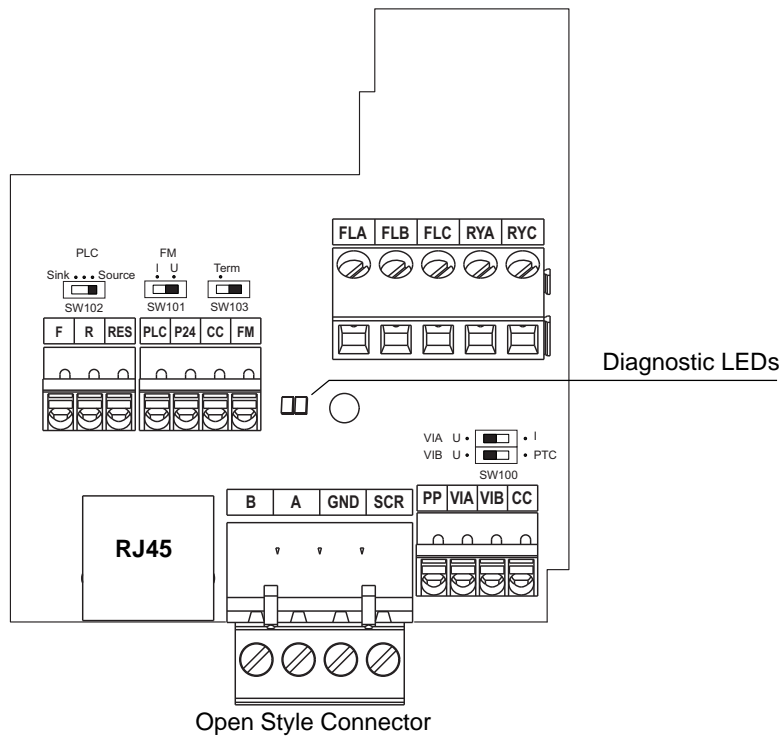 FLA FLB FLC RYA RYC
PLC FM
I U
Sink Source Term
SW102 SW101 SW103
F R RES PLC P24 CC FM
Diagnostic LEDs
VIA U I
VIB U PTC
SW100
B A GND SCR PP VIA VIB CC
RJ45
Open Style Connector